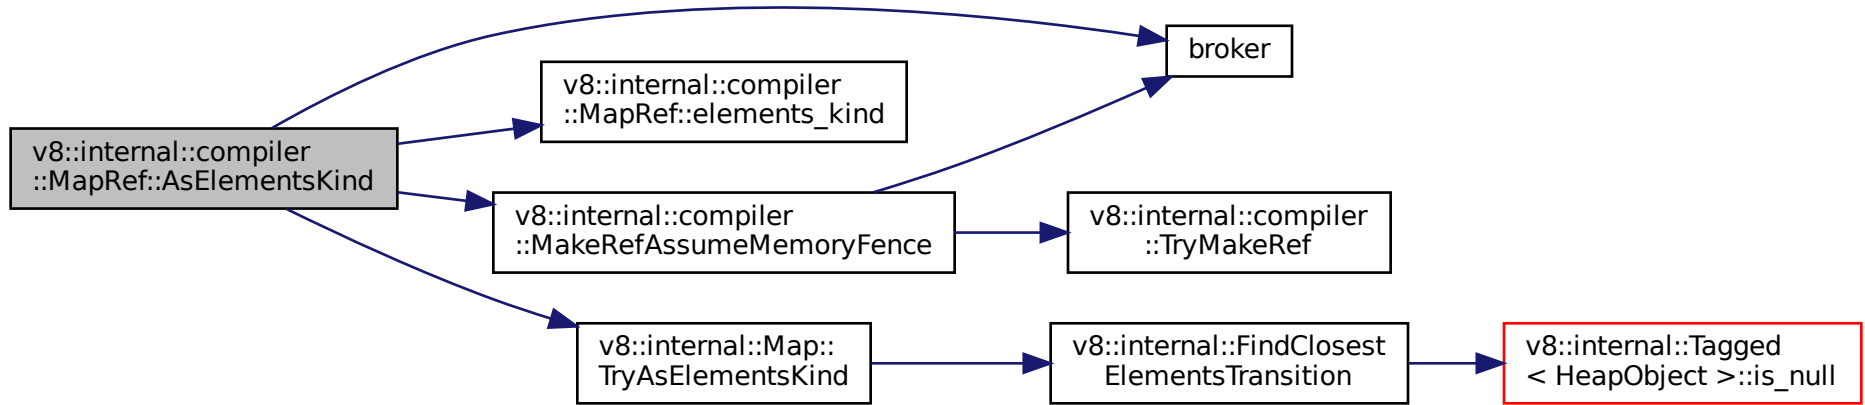 v8::internal::compiler
::MapRef::AsElementsKind
broker
v8::internal::compiler
::MapRef::elements_kind
v8::internal::compiler
::MakeRefAssumeMemoryFence
v8::internal::compiler
::TryMakeRef
v8::internal::Map::
TryAsElementsKind
v8::internal::FindClosest
ElementsTransition
v8::internal::Tagged
< HeapObject >::is_null